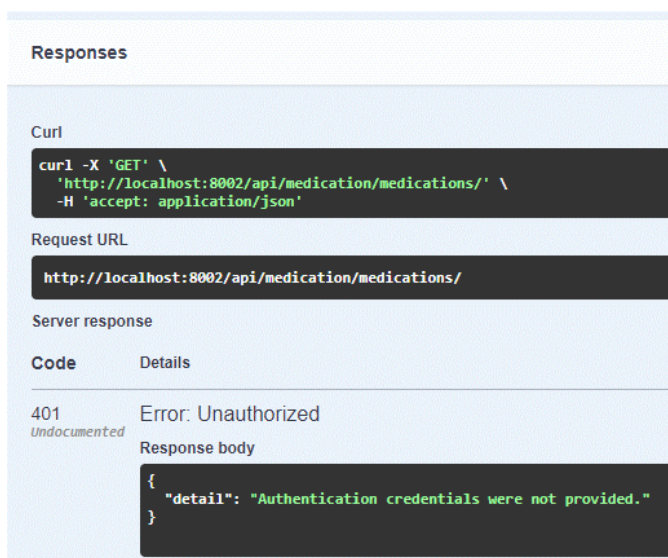 Responses
Curl
curl -X 'GET' \
'http://localhost:8002/api/medication/medications/' \
-H 'accept: application/json'
Request URL
http://localhost:8002/api/medication/medications/
Server response
Code Details
401 Error: Unauthorized
Undocumented
Response body
{
"detail": "Authentication credentials were not provided."
}